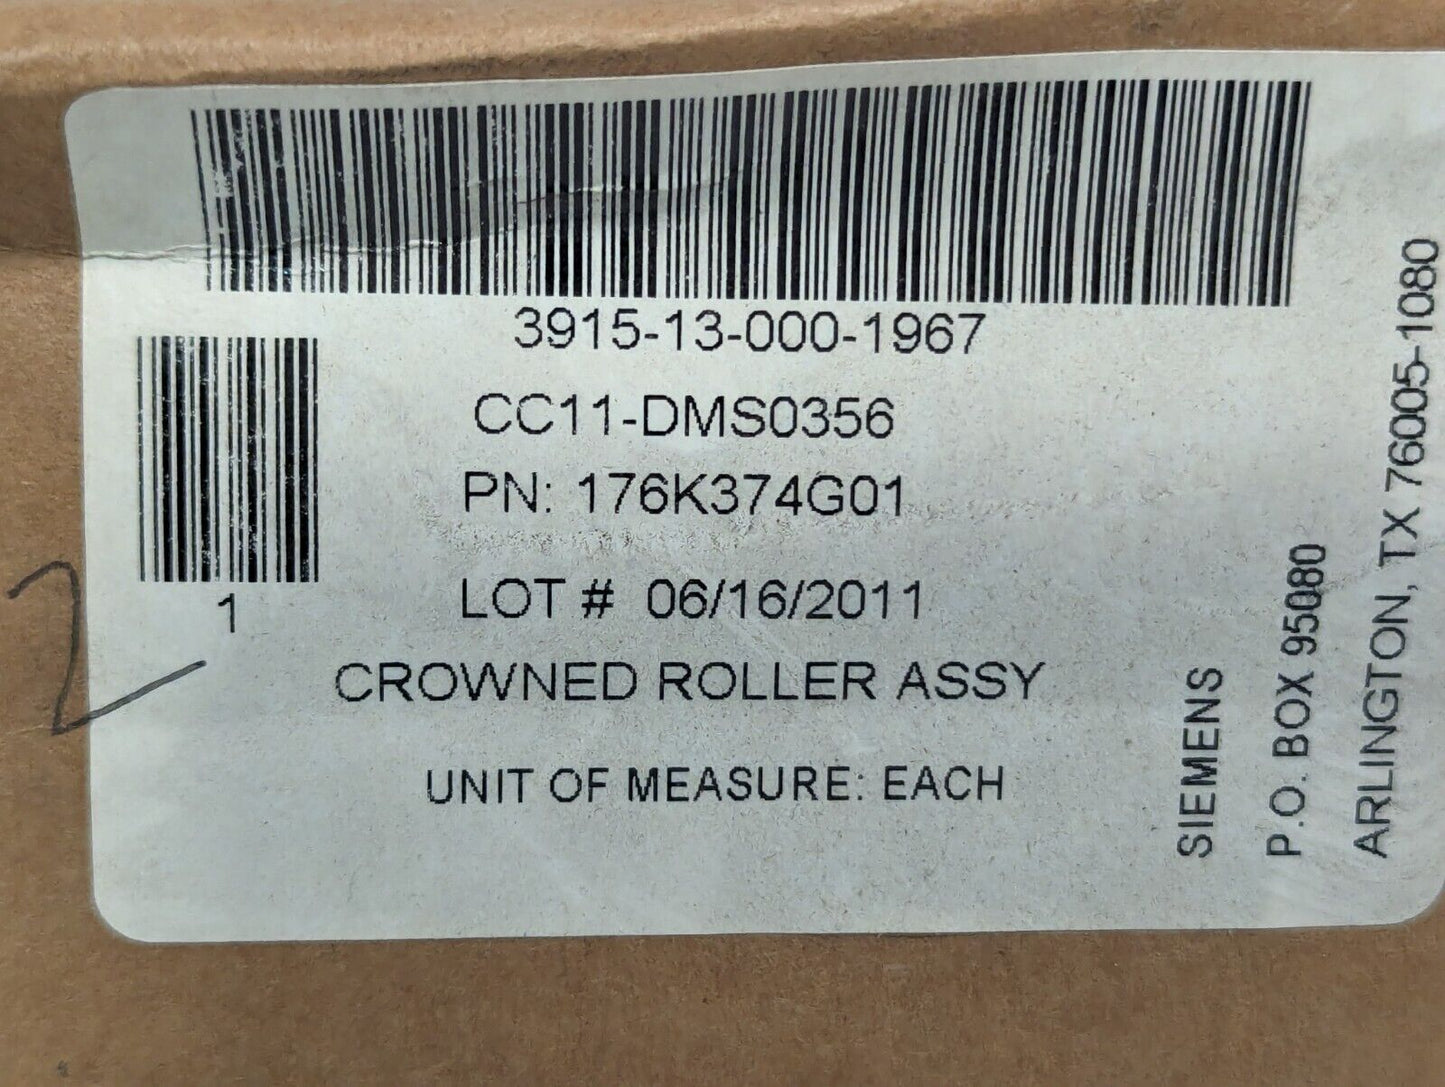 3915-13-000-1967
CC11-DMS0356
PN: 176K374G01
1
LOT # 06/16/2011
CROWNED ROLLER ASSY
UNIT OF MEASURE: EACH
SIEMENS
P.O. BOX 95080
ARLINGTON, TX 76005-1080
2